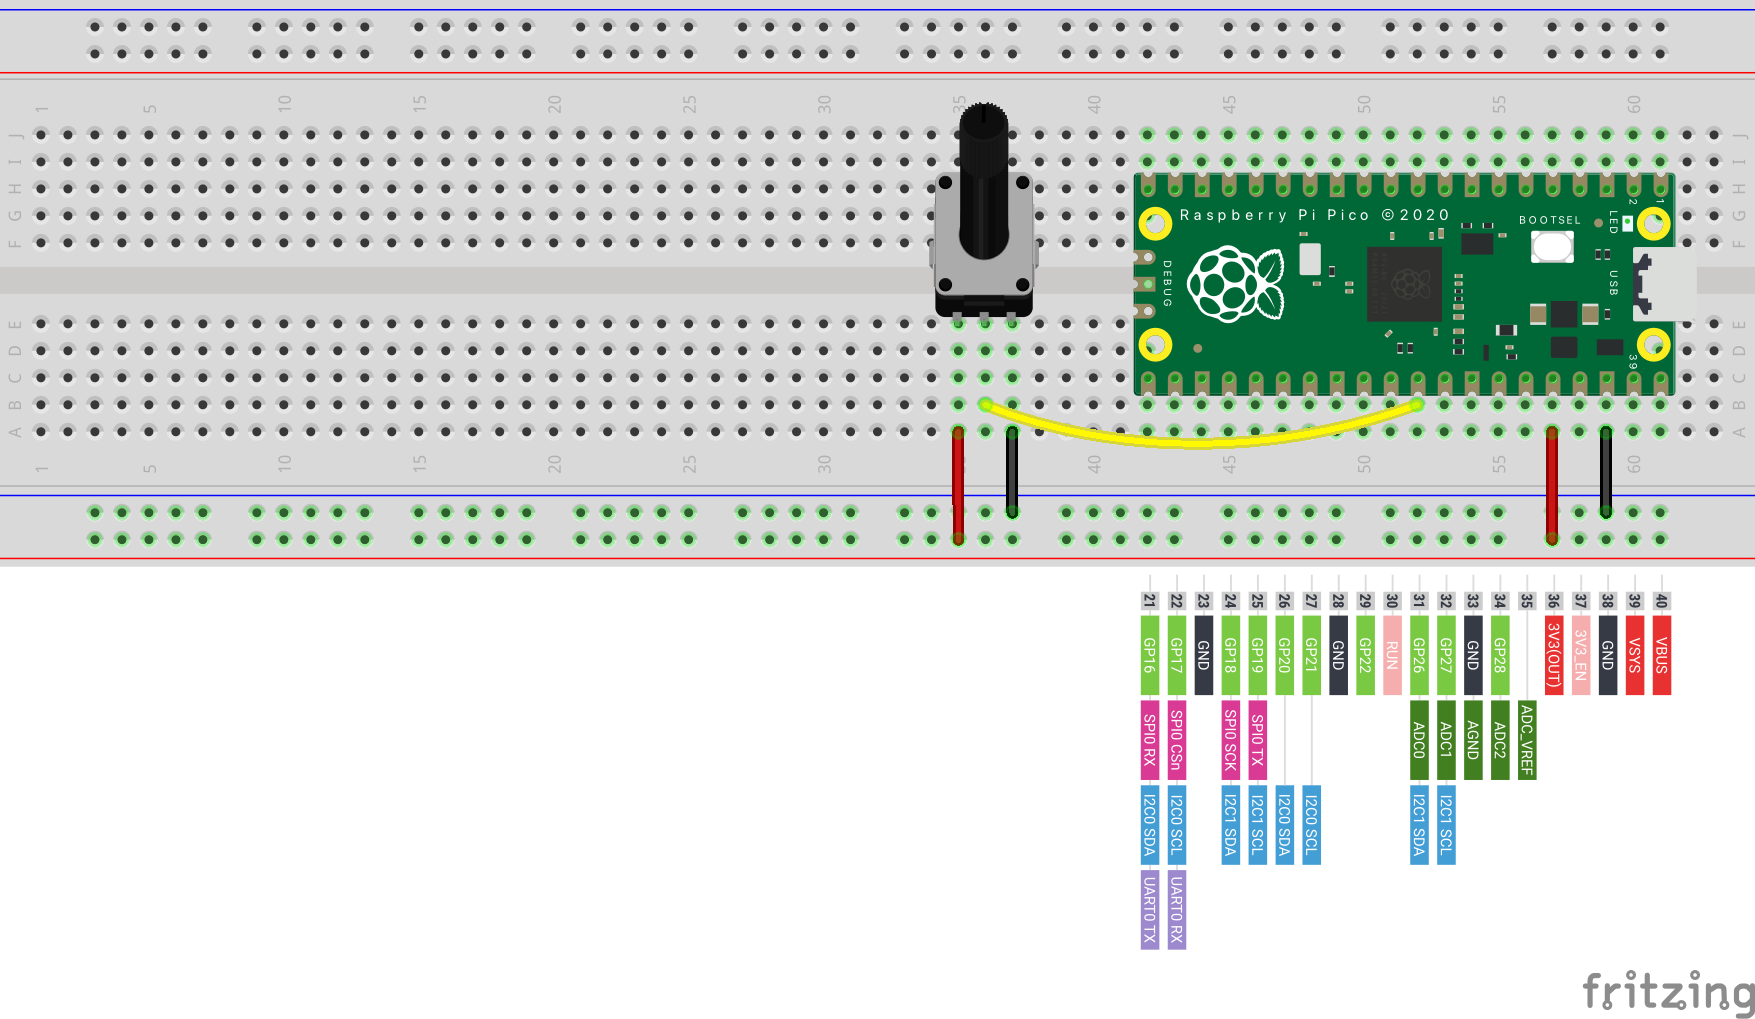 1 5 10 15 20 25 30 35 40 45 50 55 60
J J
I I
H H
G G
F F
Raspberry Pi Pico © 2020
BOOTSEL
LED
2
1
DEBUG
USB
39
E E
D D
C C
B B
A A
1 5 10 15 20 25 30 40 45 50 55 60
21 22 23 24 25 26 27 28 29 30 31 32 33 34 35 36 37 38 39 40
GP16 GP17 GND GP18 GP19 GP20 GP21 GND GP22 RUN GP26 GP27 GND GP28 3V3(OUT) 3V3_EN GND VSYS VBUS
SPI0 RX SPI0 CSn SPI0 SCK SPI0 TX ADC0 ADC1 AGND ADC2 ADC_VREF
I2C0 SDA I2C0 SCL I2C1 SDA I2C1 SCL I2C0 SDA I2C0 SCL I2C1 SDA I2C1 SCL
UART0 TX UART0 RX
fritzing